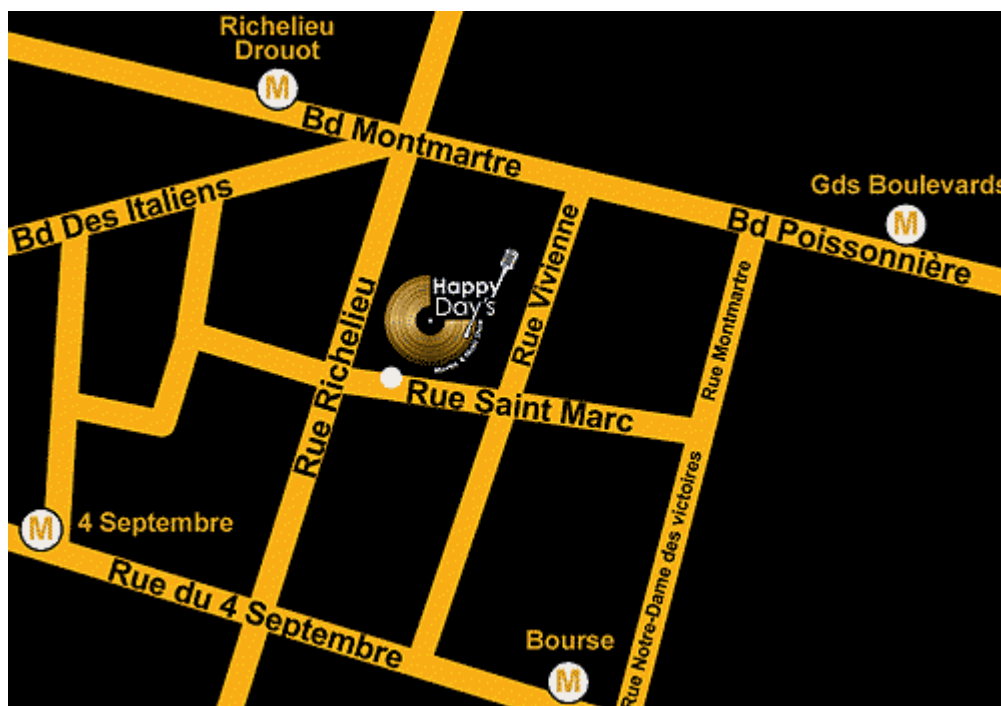 Richelieu
Drouot
M
Bd Montmartre
Gds Boulevards
M
Bd Des Italiens
Bd Poissonnière
Rue Vivienne
Rue Montmartre
Happy
Day's
Rue Richelieu
Rue Saint Marc
M
4 Septembre
Rue du 4 Septembre
Rue Notre-Dame des victoires
Bourse
M